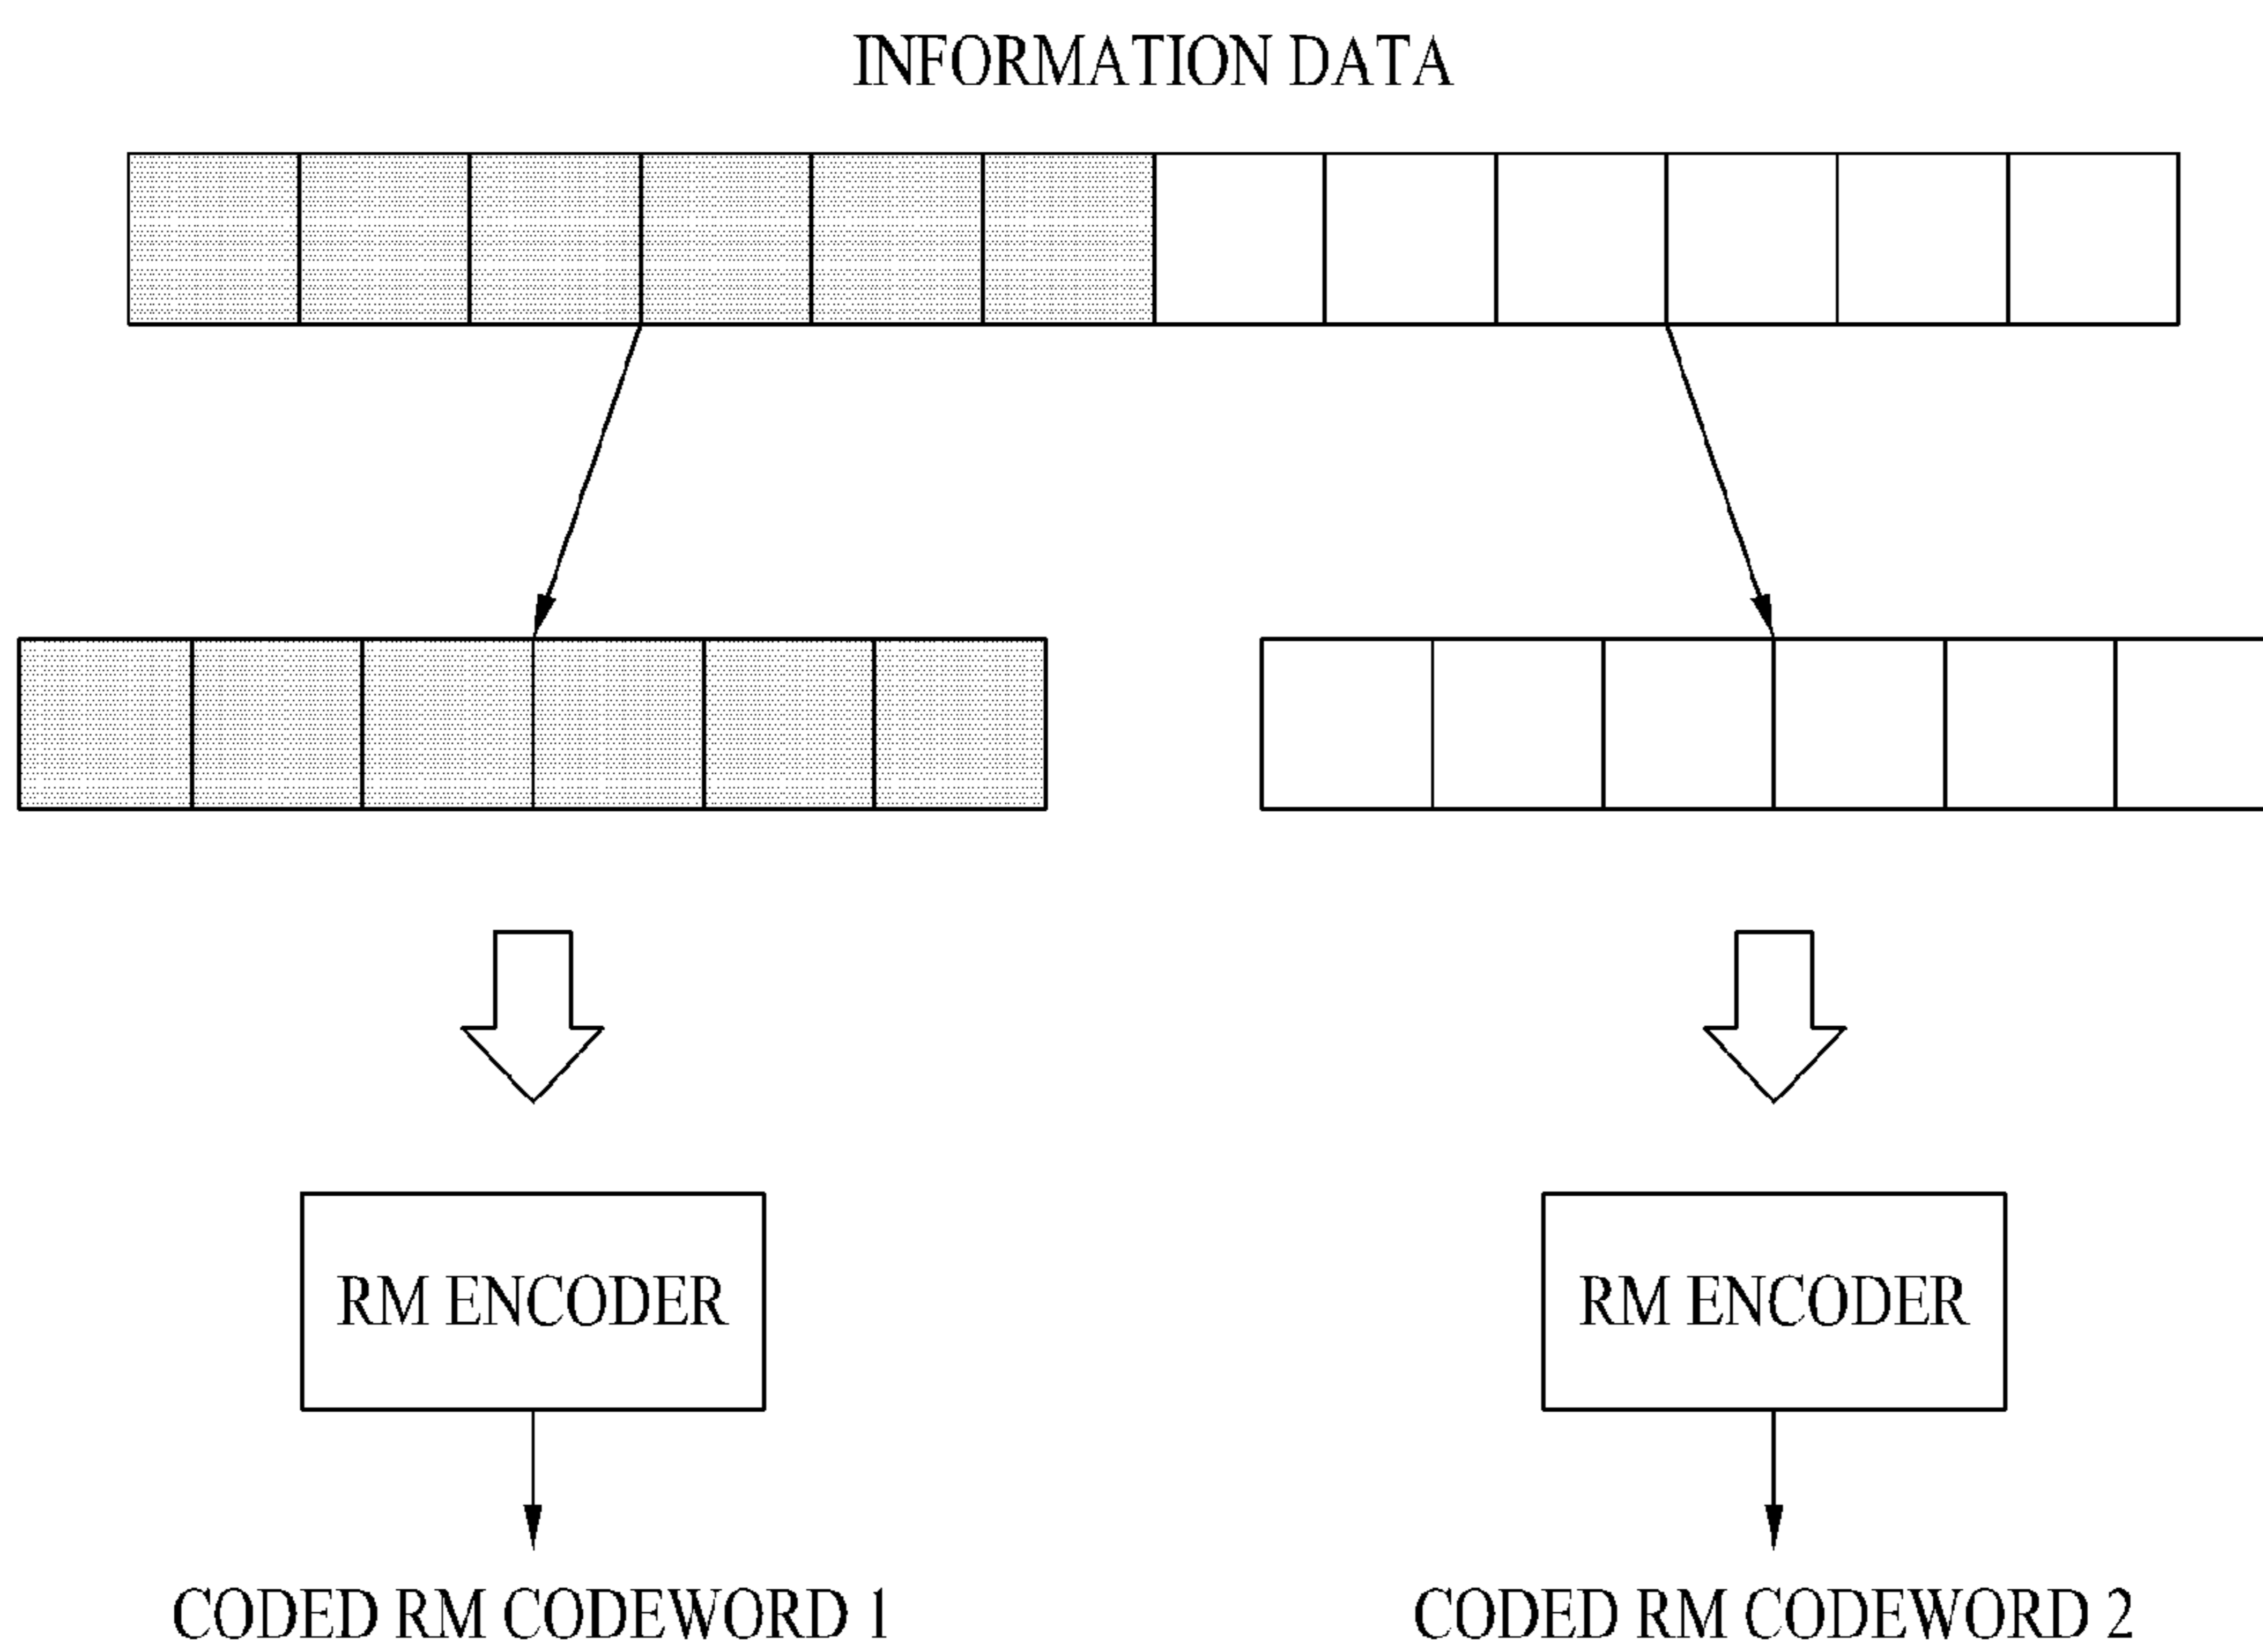 INFORMATION DATA
RM ENCODER
RM ENCODER
CODED RM CODEWORD 1
CODED RM CODEWORD 2